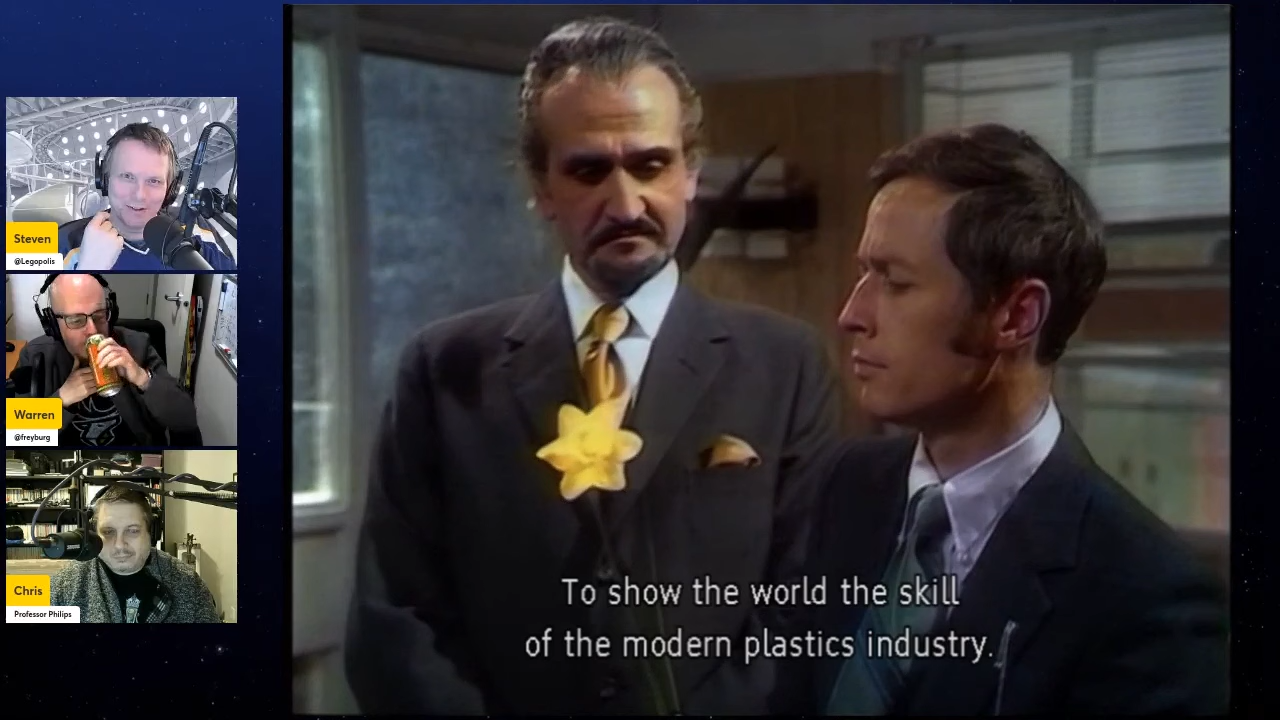 Steven
@Legopolis
Warren
@freyburg
Chris
Professor Philips
To show the world the skill
of the modern plastics industry.